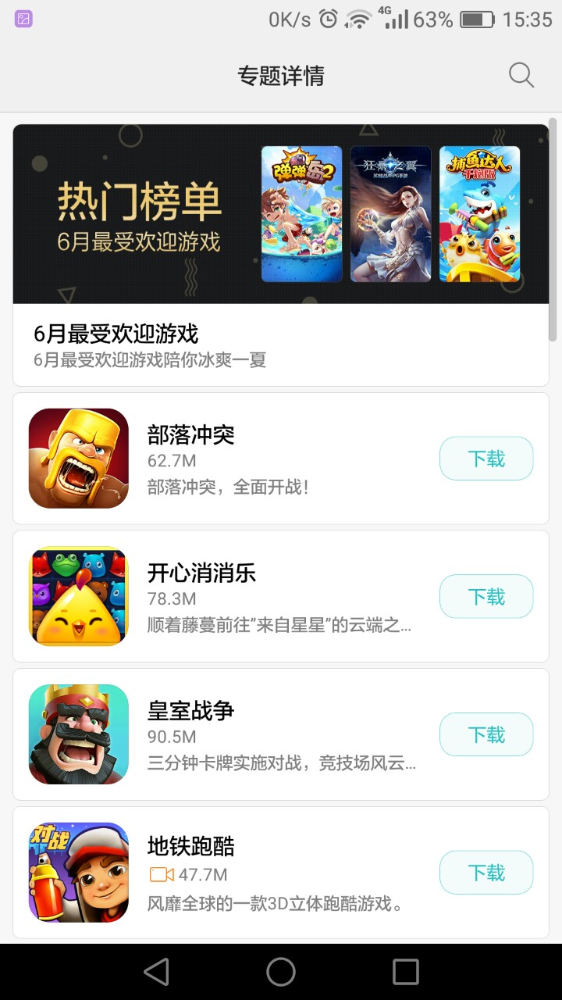 0K/s 4G 63% 15:35
专题详情
热门榜单
6月最受欢迎游戏
弹弹岛2
狂暴之翼
3D炫战ARPG手游
捕鱼达人
千炮版
6月最受欢迎游戏
6月最受欢迎游戏陪你冰爽一夏
部落冲突
62.7M
部落冲突，全面开战！
下载
开心消消乐
78.3M
顺着藤蔓前往”来自星星”的云端之...
下载
皇室战争
90.5M
三分钟卡牌实施对战，竞技场风云...
下载
对战
地铁跑酷
47.7M
风靡全球的一款3D立体跑酷游戏。
下载